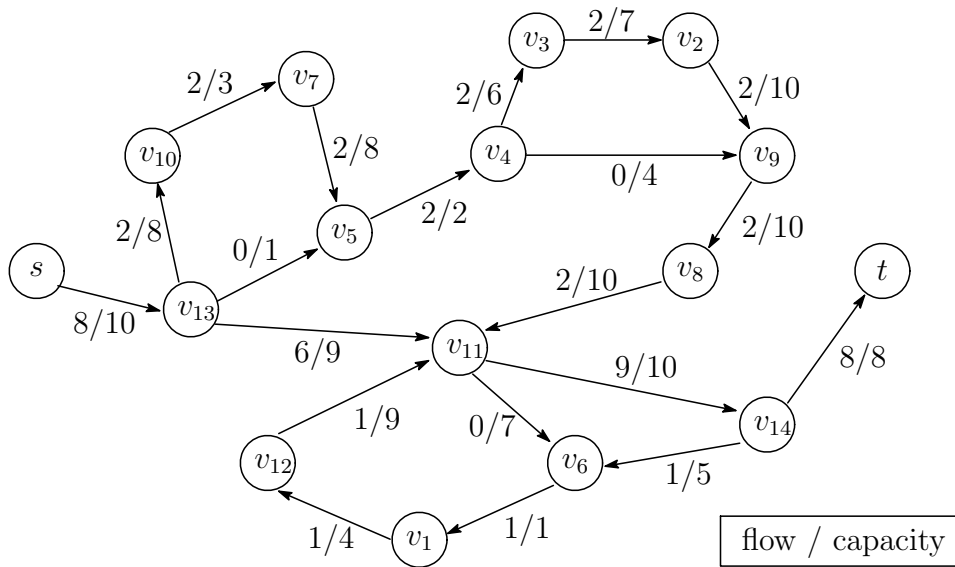 v3
2/7
v2
v7
2/3
2/6
2/10
v10
2/8
v4
0/4
v9
2/8
0/1
v5
2/2
2/10
s
8/10
v13
2/10
v8
t
6/9
v11
9/10
8/8
1/9
0/7
v14
v12
v6
1/5
1/4
v1
1/1
flow / capacity